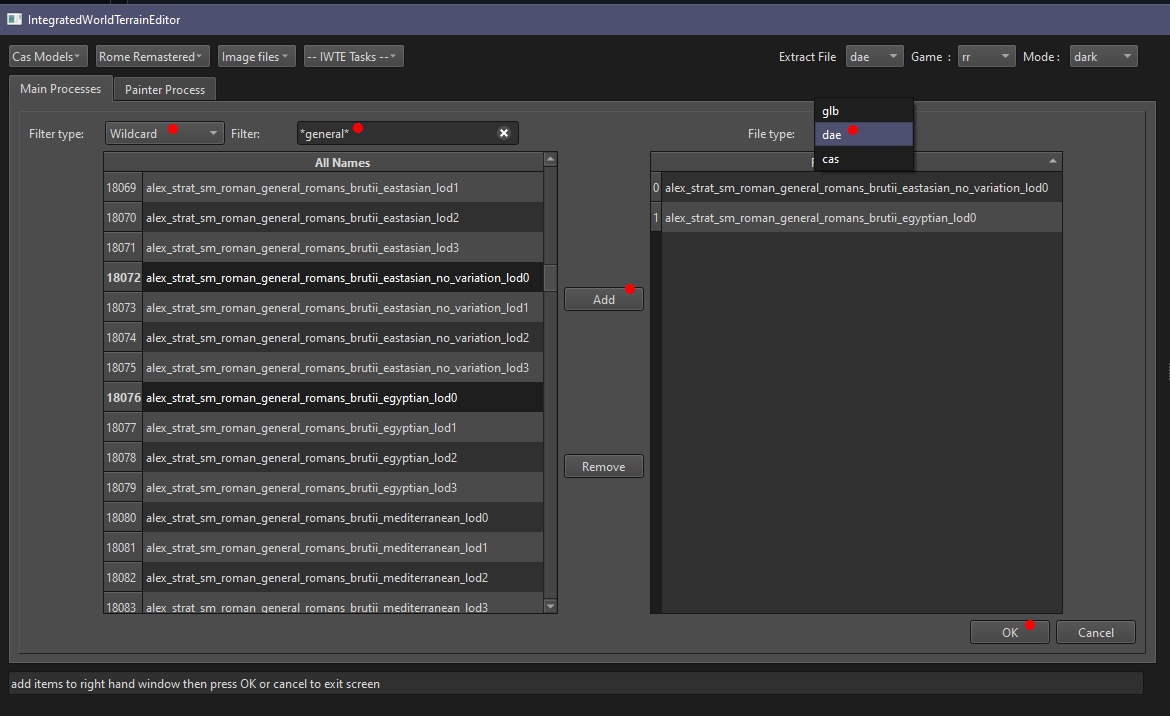 IntegratedWorldTerrainEditor
Cas Models Rome Remastered Image files -- IWTE Tasks -- Extract File dae Game : rr Mode : dark
Main Processes Painter Process
Filter type: Wildcard Filter: *general* File type: glb
dae
cas
All Names
18069 alex_strat_sm_roman_general_romans_brutii_eastasian_lod1
18070 alex_strat_sm_roman_general_romans_brutii_eastasian_lod2
18071 alex_strat_sm_roman_general_romans_brutii_eastasian_lod3
18072 alex_strat_sm_roman_general_romans_brutii_eastasian_no_variation_lod0
18073 alex_strat_sm_roman_general_romans_brutii_eastasian_no_variation_lod1
18074 alex_strat_sm_roman_general_romans_brutii_eastasian_no_variation_lod2
18075 alex_strat_sm_roman_general_romans_brutii_eastasian_no_variation_lod3
18076 alex_strat_sm_roman_general_romans_brutii_egyptian_lod0
18077 alex_strat_sm_roman_general_romans_brutii_egyptian_lod1
18078 alex_strat_sm_roman_general_romans_brutii_egyptian_lod2
18079 alex_strat_sm_roman_general_romans_brutii_egyptian_lod3
18080 alex_strat_sm_roman_general_romans_brutii_mediterranean_lod0
18081 alex_strat_sm_roman_general_romans_brutii_mediterranean_lod1
18082 alex_strat_sm_roman_general_romans_brutii_mediterranean_lod2
18083 alex_strat_sm_roman_general_romans_brutii_mediterranean_lod3
Add
Remove
0 alex_strat_sm_roman_general_romans_brutii_eastasian_no_variation_lod0
1 alex_strat_sm_roman_general_romans_brutii_egyptian_lod0
OK Cancel
add items to right hand window then press OK or cancel to exit screen